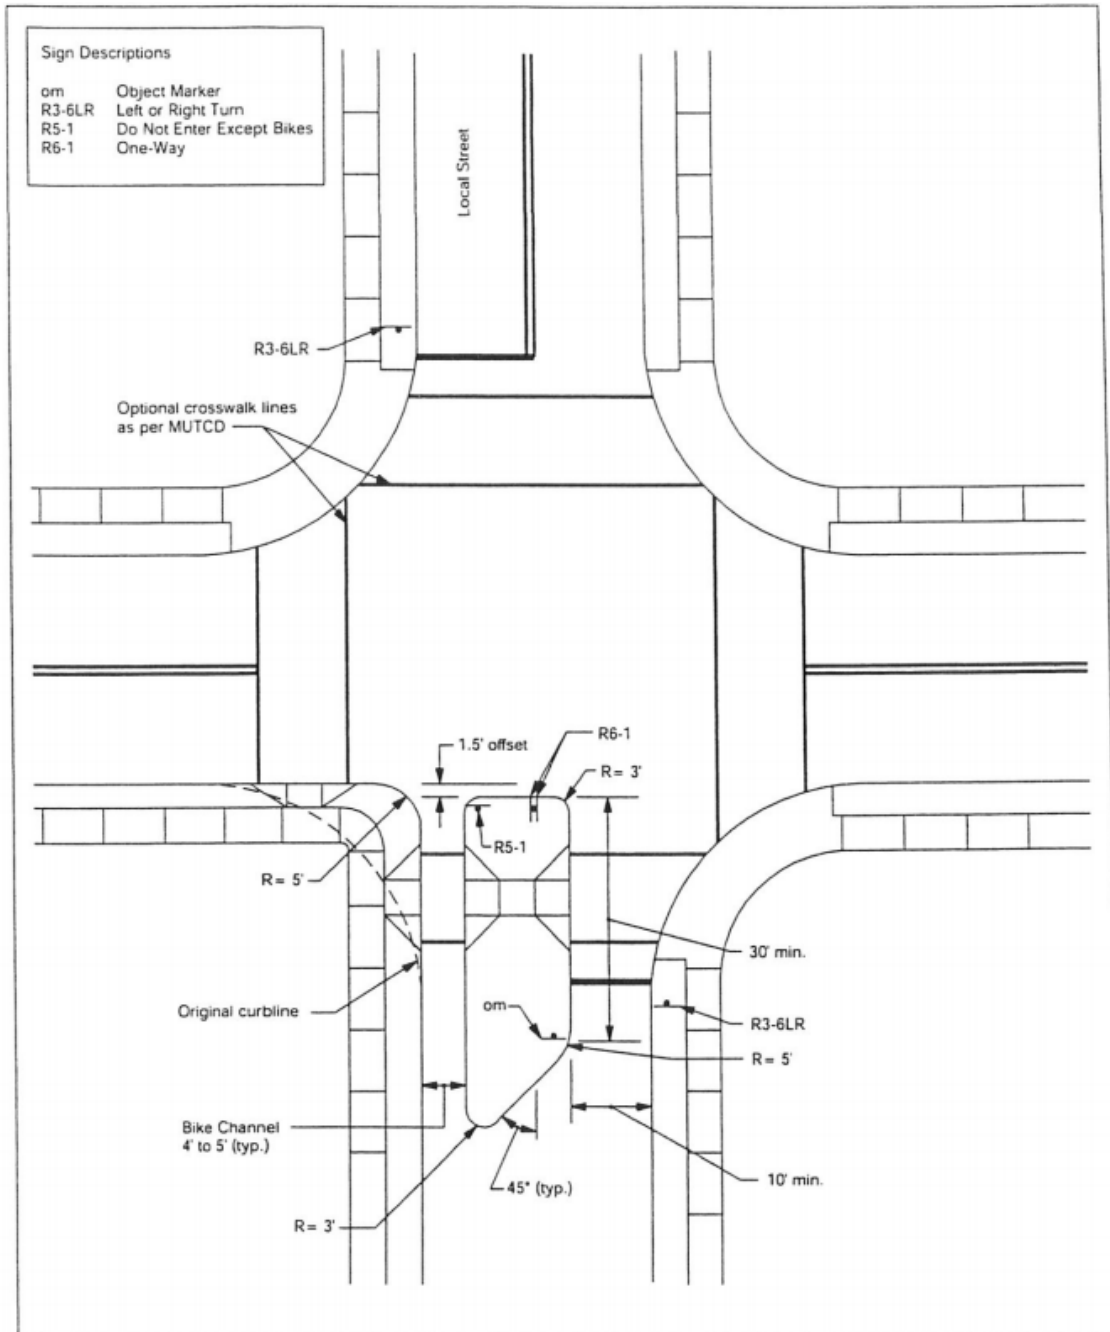 Sign Descriptions
om Object Marker
R3-6LR Left or Right Turn
R5-1 Do Not Enter Except Bikes
R6-1 One-Way
Local Street
R3-6LR
Optional crosswalk lines
as per MUTCD
1.5' offset
R6-1
R= 3'
R5-1
R= 5'
30' min.
Original curbline
om
R3-6LR
R= 5'
Bike Channel
4' to 5' (typ.)
45° (typ.)
10' min.
R= 3'